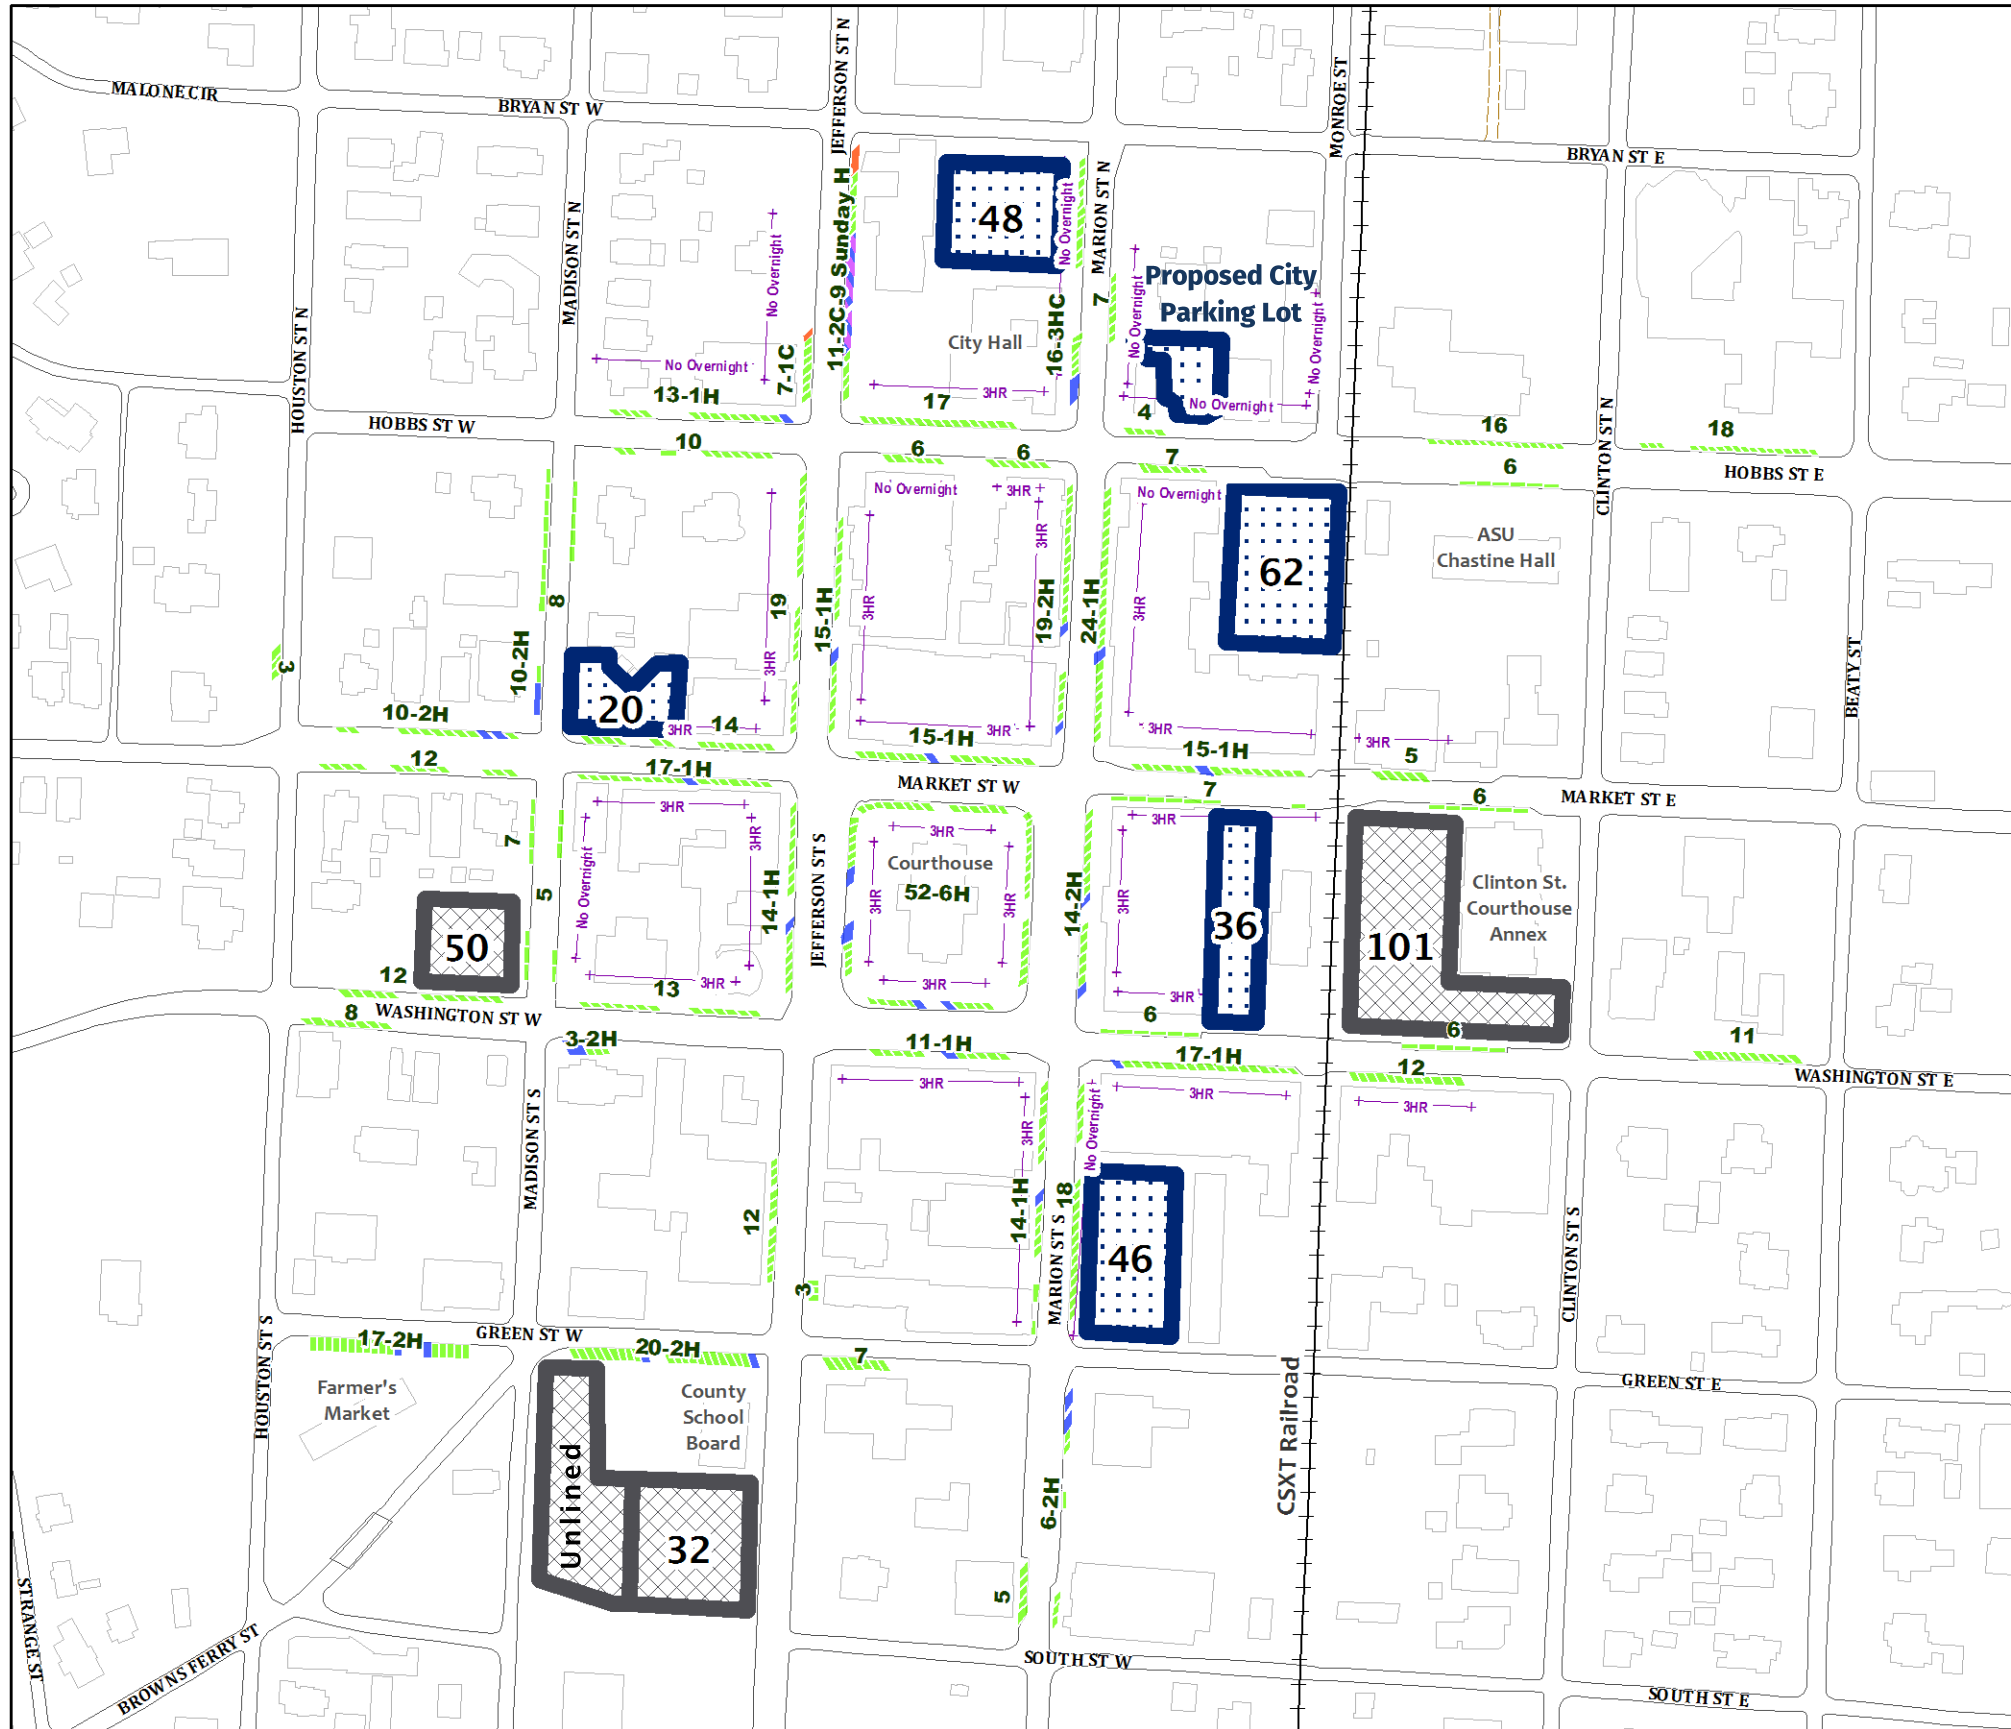 MALONE CIR
BRYAN ST W
JEFFERSON ST N
MONROE ST
BRYAN ST E
MADISON ST N
HOUSTON ST N
MARION ST N
No Overnight
No Overnight
13-1H
7-1C
11-2C-9 Sunday H
48
No Overnight
City Hall
16-3HC
3HR
17
7
No Overnight
Proposed City
Parking Lot
No Overnight
No Overnight
4
HOBBS ST W
10
6
6
7
16
6
18
CLINTON ST N
HOBBS ST E
8
10-2H
3
10-2H
19
3HR
20
3HR
14
15-1H
No Overnight
3HR
3HR
3HR
3HR
19-2H
15-1H
24-1H
No Overnight
3HR
62
3HR
15-1H
ASU
Chastine Hall
3HR
5
BEATY ST
12
17-1H
MARKET ST W
7
6
MARKET ST E
7
5
50
12
3HR
No Overnight
3HR
3HR
13
14-1H
JEFFERSON ST S
3HR
Courthouse
52-6H
3HR
3HR
3HR
14-2H
3HR
3HR
3HR
36
6
101
Clinton St.
Courthouse
Annex
6
11
8
WASHINGTON ST W
3-2H
11-1H
17-1H
12
WASHINGTON ST E
MADISON ST S
12
3HR
3HR
14-1H
3
18
MARION ST S
No Overnight
3HR
46
3HR
CLINTON ST S
HOUSTON ST S
17-2H
GREEN ST W
20-2H
7
GREEN ST E
Farmer's
Market
County
School
Board
Unlined
32
6-2H
5
CSXT Railroad
STRANGE ST
BROWNS FERRY ST
SOUTH ST W
SOUTH ST E